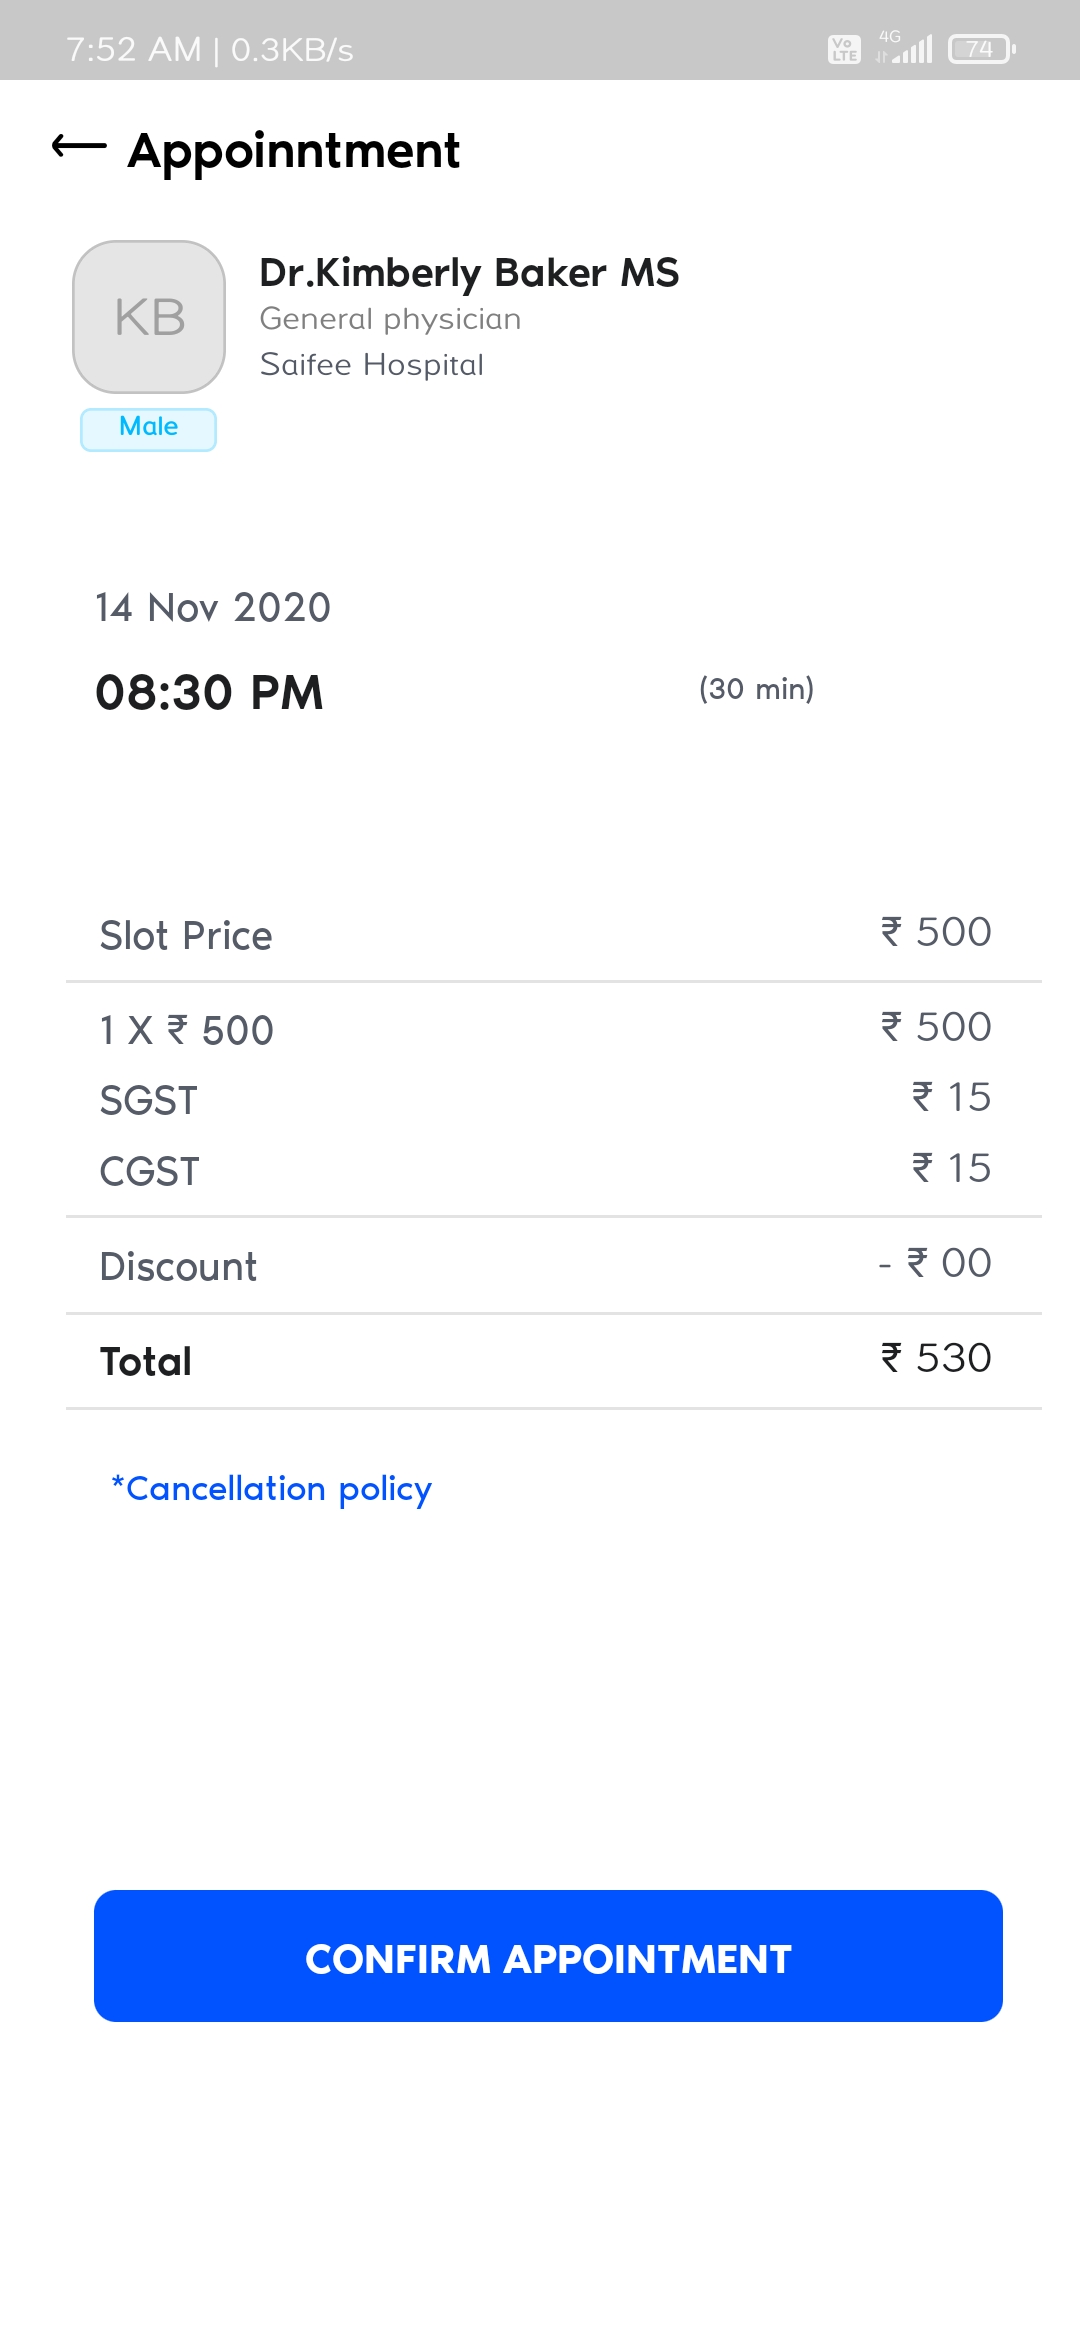 7:52 AM | 0.3KB/s
Vo LTE 4G 74
Appoinntment
KB
Dr.Kimberly Baker MS
General physician
Saifee Hospital
Male
14 Nov 2020
08:30 PM (30 min)
Slot Price ₹ 500
1 X ₹ 500 ₹ 500
SGST ₹ 15
CGST ₹ 15
Discount - ₹ 00
Total ₹ 530
*Cancellation policy
CONFIRM APPOINTMENT